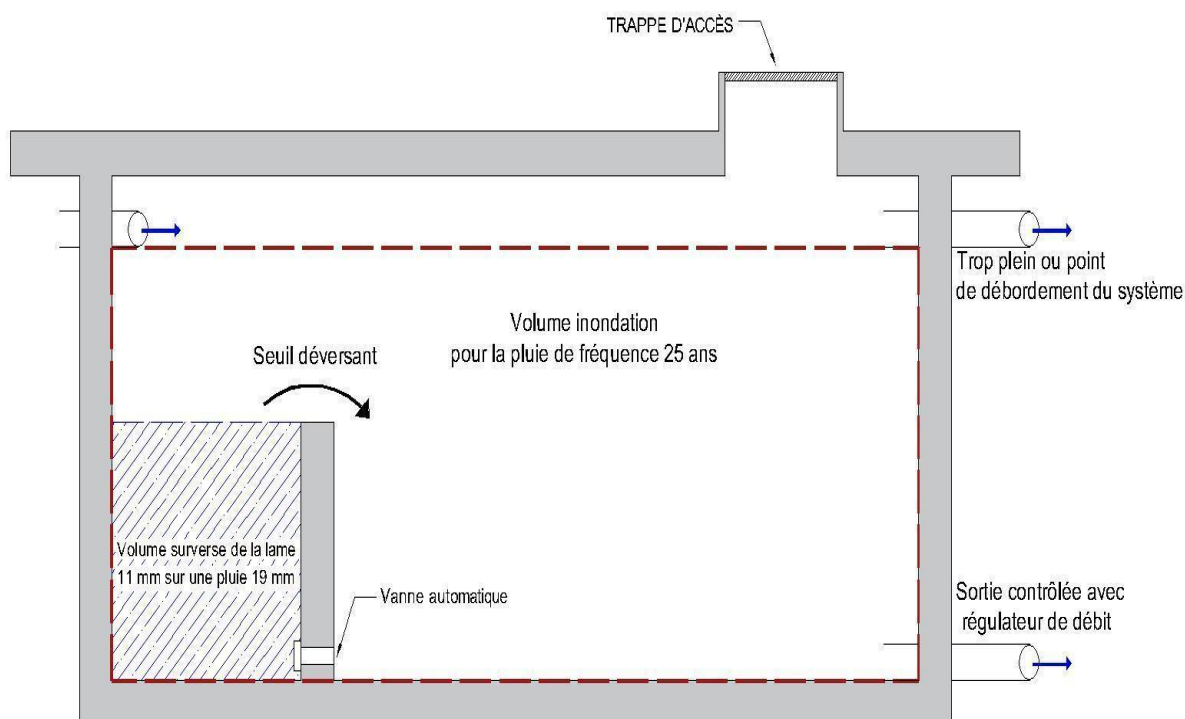 TRAPPE D'ACCÈS
Trop plein ou point
de débordement du système
Volume inondation
pour la pluie de fréquence 25 ans
Seuil déversant
Volume surverse de la lame
11 mm sur une pluie 19 mm
Vanne automatique
Sortie contrôlée avec
régulateur de débit